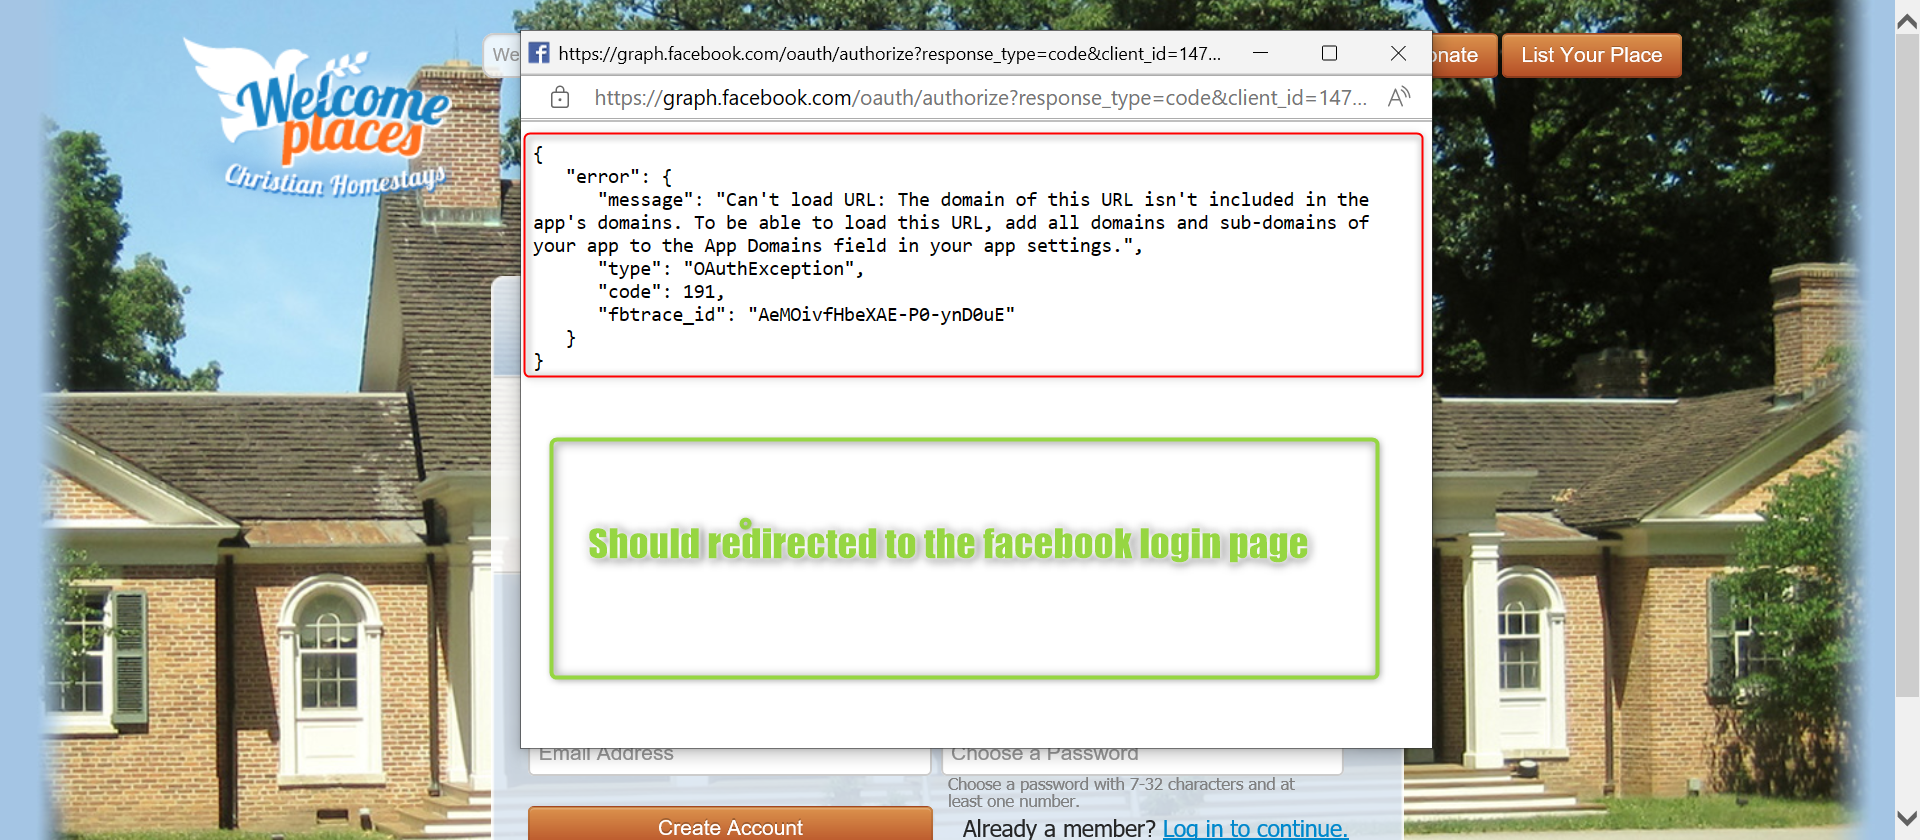 Welcome
places
Christian Homestays
We
nate
List Your Place
https://graph.facebook.com/oauth/authorize?response_type=code&client_id=147...
https://graph.facebook.com/oauth/authorize?response_type=code&client_id=147...
{
"error": {
"message": "Can't load URL: The domain of this URL isn't included in the
app's domains. To be able to load this URL, add all domains and sub-domains of
your app to the App Domains field in your app settings.",
"type": "OAuthException",
"code": 191,
"fbtrace_id": "AeMOivfHbeXAE-P0-ynD0uE"
}
}
Should redirected to the facebook login page
Email Address
Choose a Password
Choose a password with 7-32 characters and at
least one number.
Create Account
Already a member? Log in to continue.